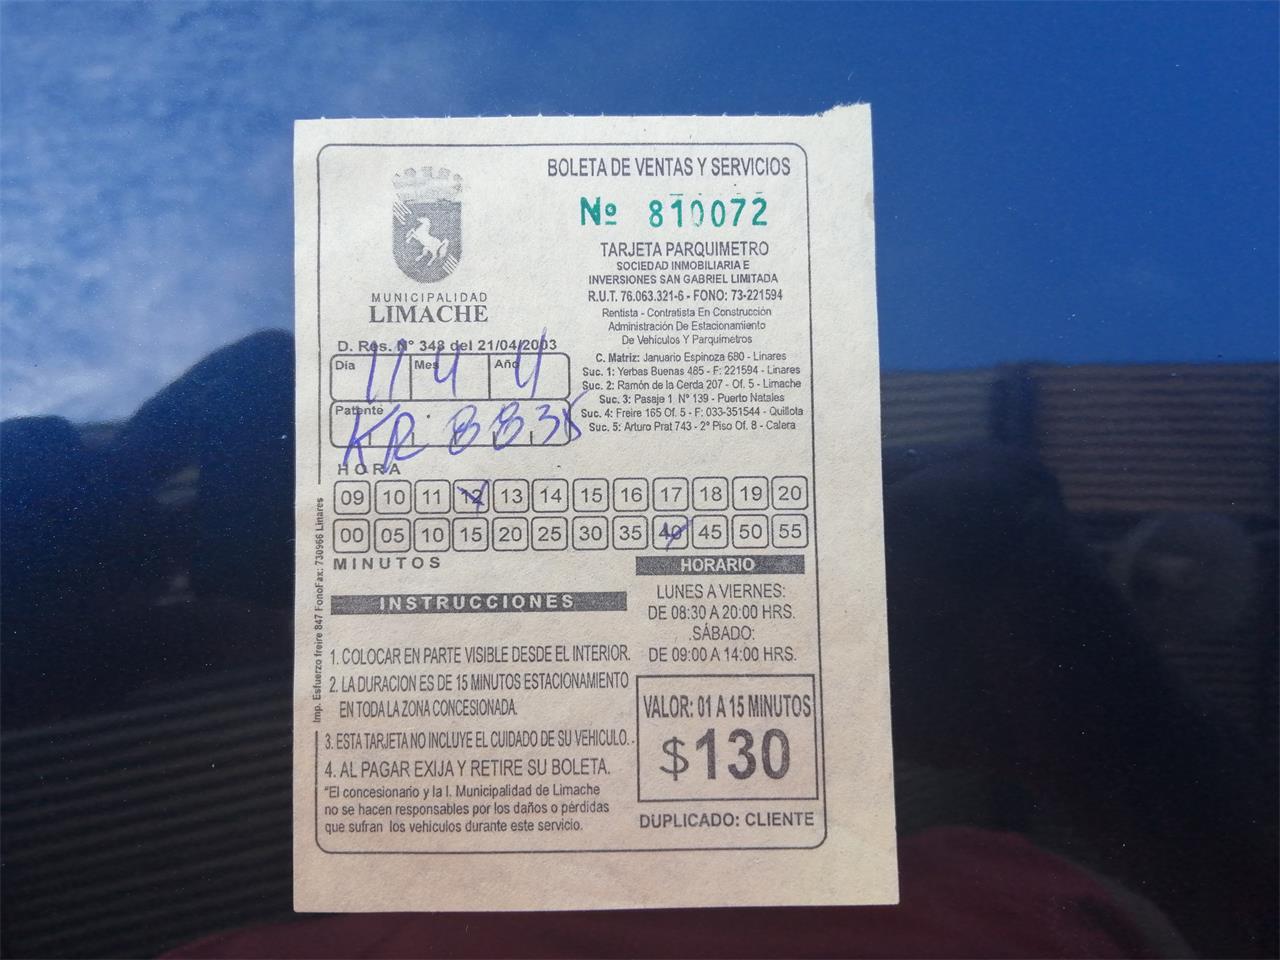 BOLETA DE VENTAS Y SERVICIOS
Nº 810072
TARJETA PARQUIMETRO
SOCIEDAD INMOBILIARIA E
INVERSIONES SAN GABRIEL LIMITADA
R.U.T. 76.063.321-6 - FONO: 73-221594
Rentista - Contratista En Construcción
Administración De Estacionamiento
De Vehículos Y Parquímetros
C. Matriz: Januario Espinoza 680 - Linares
Suc. 1: Yerbas Buenas 485 - F: 221594 - Linares
Suc. 2: Ramón de la Cerda 207 - Of. 5 - Limache
Suc. 3: Pasaje 1 N° 139 - Puerto Natales
Suc. 4: Freire 165 Of. 5 - F: 033-351544 - Quillota
Suc. 5: Arturo Prat 743 - 2º Piso Of. 8 - Calera
MUNICIPALIDAD
LIMACHE
D. Res. N° 348 del 21/04/2003
Día Mes Año
11 4 4
Patente
KR 8835
HORA
09 10 11 12 13 14 15 16 17 18 19 20
00 05 10 15 20 25 30 35 40 45 50 55
MINUTOS
HORARIO
LUNES A VIERNES:
DE 08:30 A 20:00 HRS.
SÁBADO:
DE 09:00 A 14:00 HRS.
INSTRUCCIONES
1. COLOCAR EN PARTE VISIBLE DESDE EL INTERIOR.
2. LA DURACION ES DE 15 MINUTOS ESTACIONAMIENTO
EN TODA LA ZONA CONCESIONADA.
3. ESTA TARJETA NO INCLUYE EL CUIDADO DE SU VEHICULO.
4. AL PAGAR EXIJA Y RETIRE SU BOLETA.
"El concesionario y la I. Municipalidad de Limache
no se hacen responsables por los daños o pérdidas
que sufran los vehículos durante este servicio.
VALOR: 01 A 15 MINUTOS
$130
DUPLICADO: CLIENTE
Imp. Esfuerzo freire 847 FonoFax: 730966 Linares